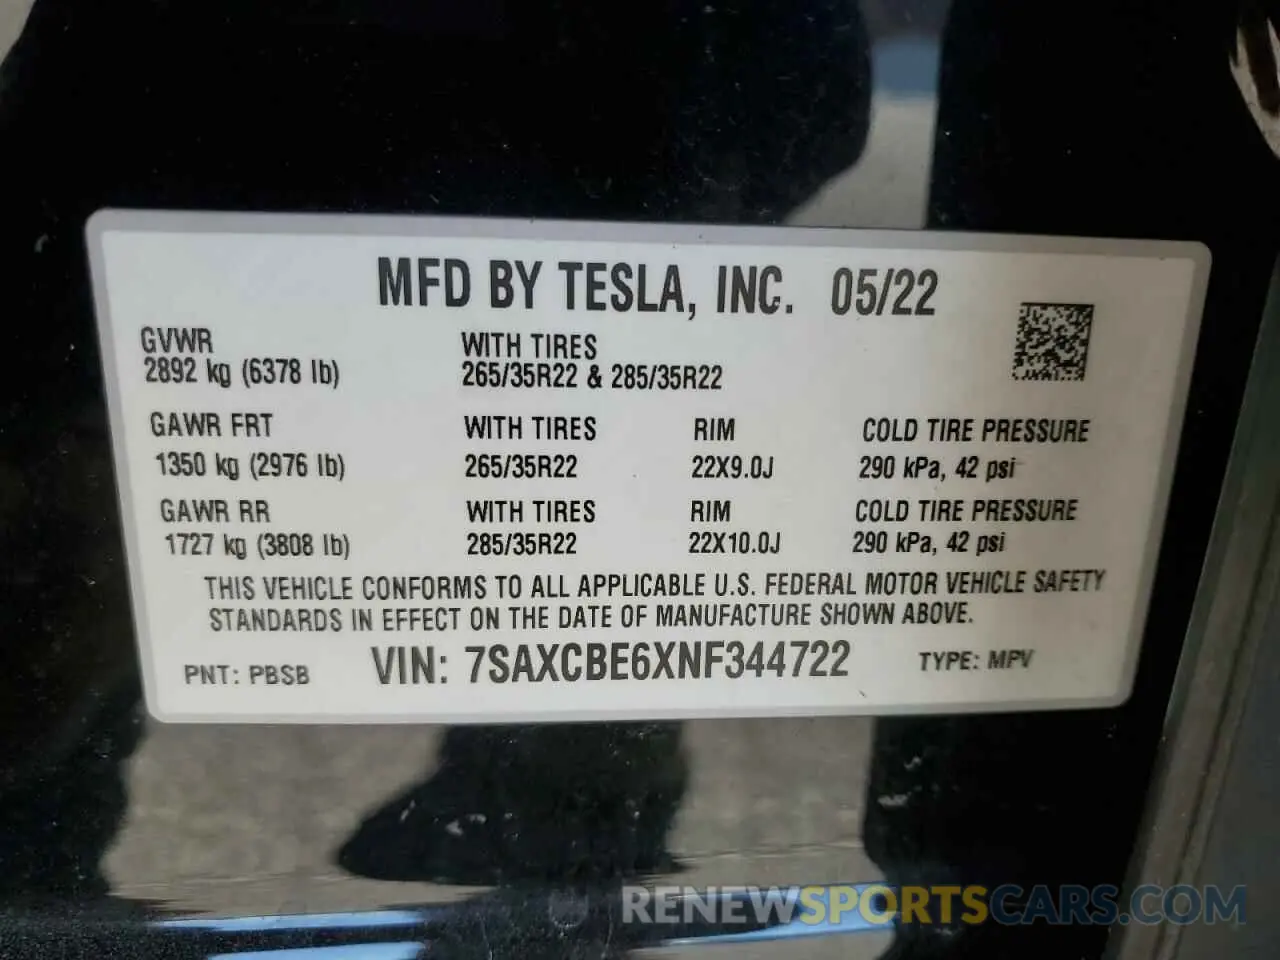 MFD BY TESLA, INC. 05/22
GVWR WITH TIRES
2892 kg (6378 lb) 265/35R22 & 285/35R22
GAWR FRT WITH TIRES RIM COLD TIRE PRESSURE
1350 kg (2976 lb) 265/35R22 22X9.0J 290 kPa, 42 psi
GAWR RR WITH TIRES RIM COLD TIRE PRESSURE
1727 kg (3808 lb) 285/35R22 22X10.0J 290 kPa, 42 psi
THIS VEHICLE CONFORMS TO ALL APPLICABLE U.S. FEDERAL MOTOR VEHICLE SAFETY
STANDARDS IN EFFECT ON THE DATE OF MANUFACTURE SHOWN ABOVE.
PNT: PBSB VIN: 7SAXCBE6XNF344722 TYPE: MPV
RENEWSPORTSCARS.COM